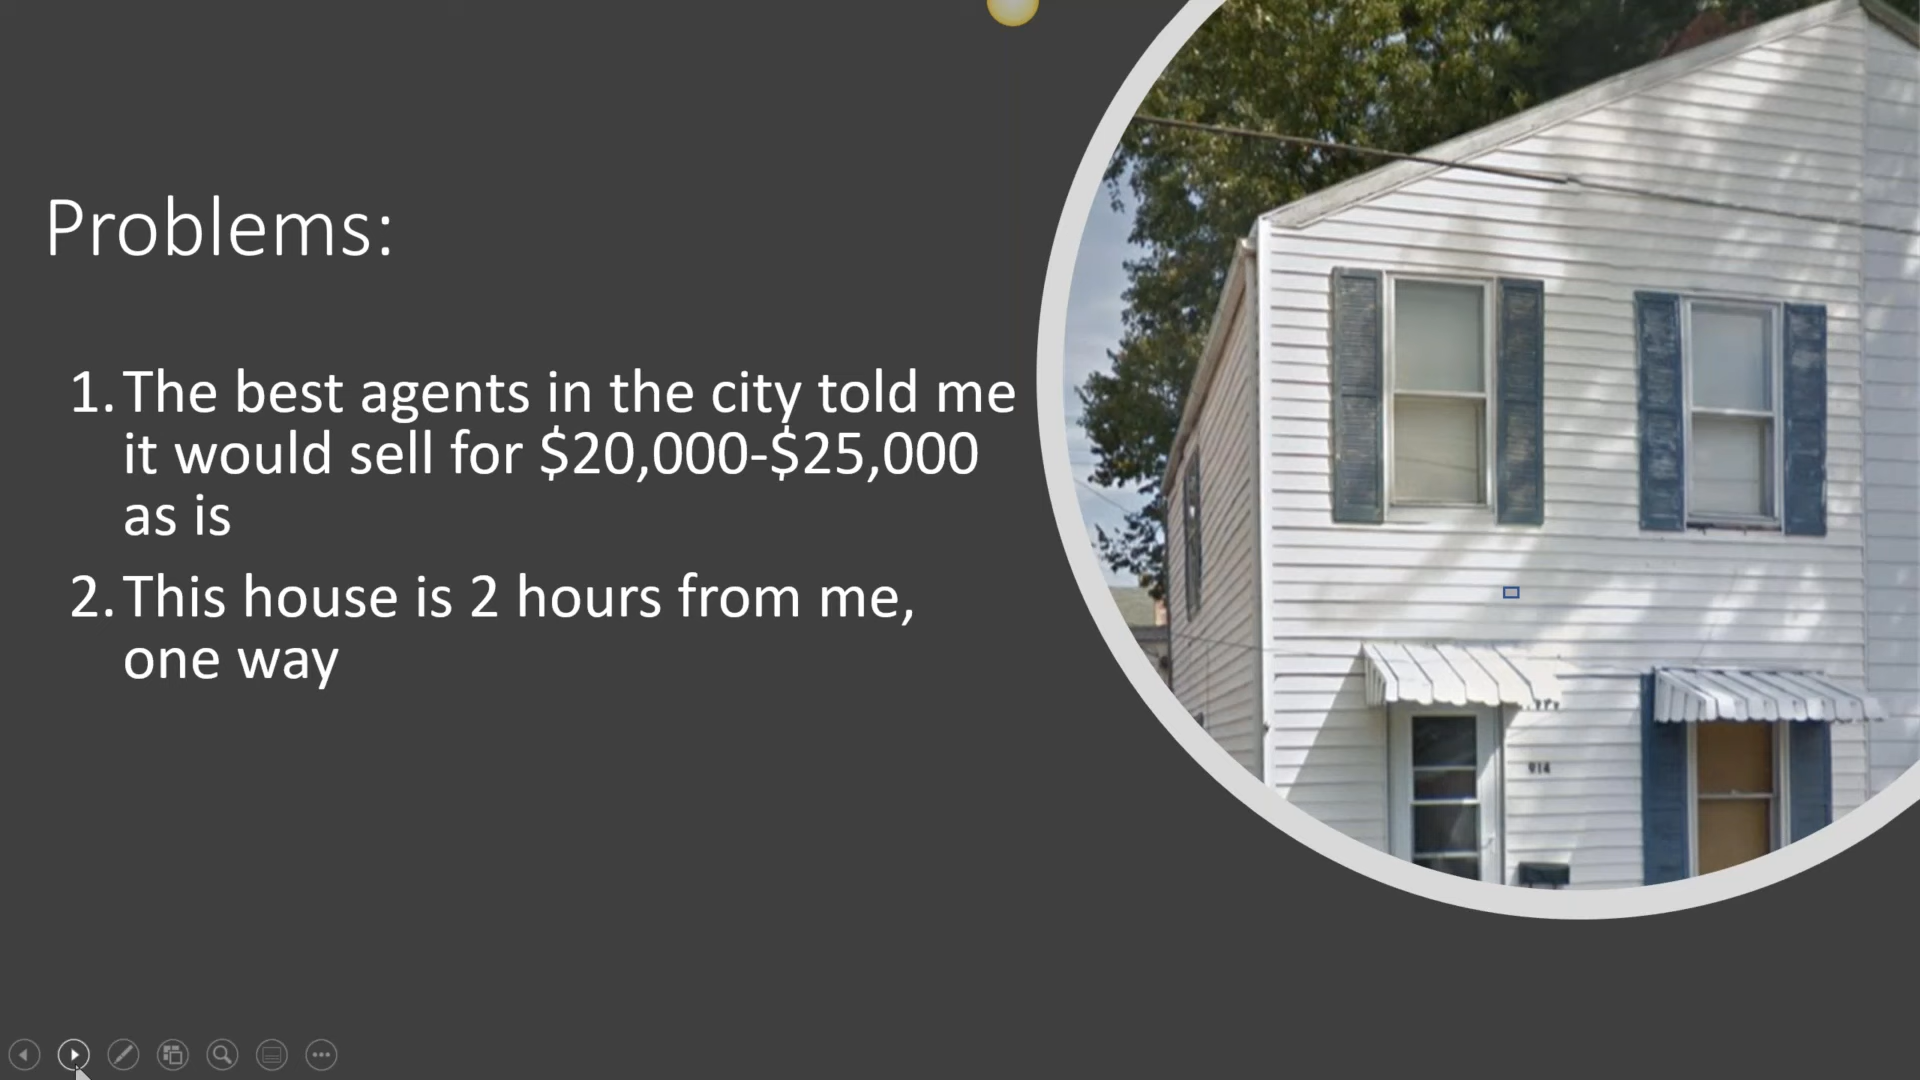 Problems:
1. The best agents in the city told me
it would sell for $20,000-$25,000
as is
2. This house is 2 hours from me,
one way
914